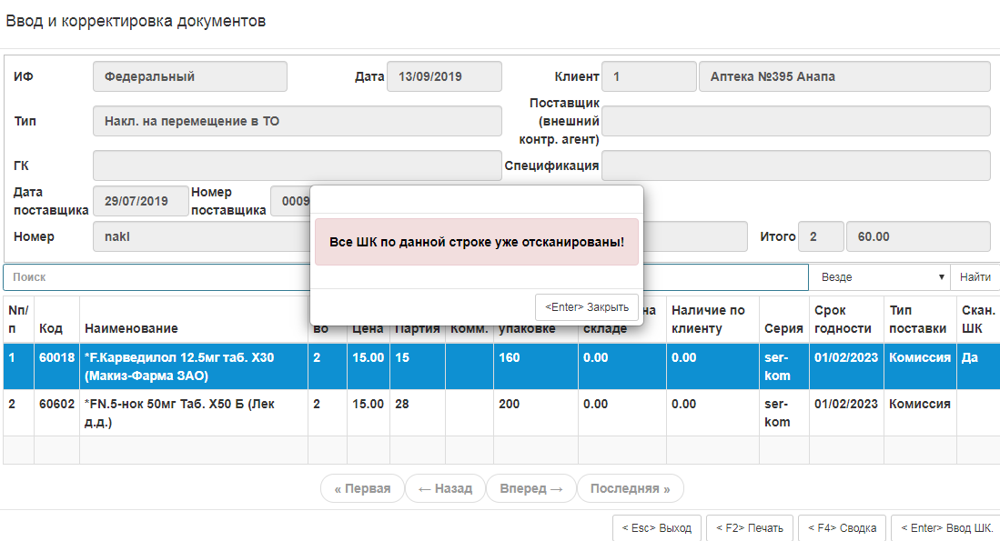 Ввод и корректировка документов
ИФ Федеральный Дата 13/09/2019 Клиент 1 Аптека №395 Анапа
Тип Накл. на перемещение в ТО Поставщик
(внешний
контр. агент)
ГК Спецификация
Дата
поставщика 29/07/2019 Номер
поставщика 0009
Номер nakl Итого 2 60.00
Все ШК по данной строке уже отсканированы!
<Enter> Закрыть
Поиск Везде Найти
Nп/
п Код Наименование во Цена Партия Комм. упаковке на
складе Наличие по
клиенту Серия Срок
годности Тип
поставки Скан.
ШК
1 60018 *F.Карведилол 12.5мг таб. X30
(Макиз-Фарма ЗАО) 2 15.00 15 160 0.00 0.00 ser-
kom 01/02/2023 Комиссия Да
2 60602 *FN.5-нок 50мг Таб. X50 Б (Лек
д.д.) 2 15.00 28 200 0.00 0.00 ser-
kom 01/02/2023 Комиссия
« Первая ← Назад Вперед → Последняя »
< Esc> Выход < F2> Печать < F4> Сводка < Enter> Ввод ШК.